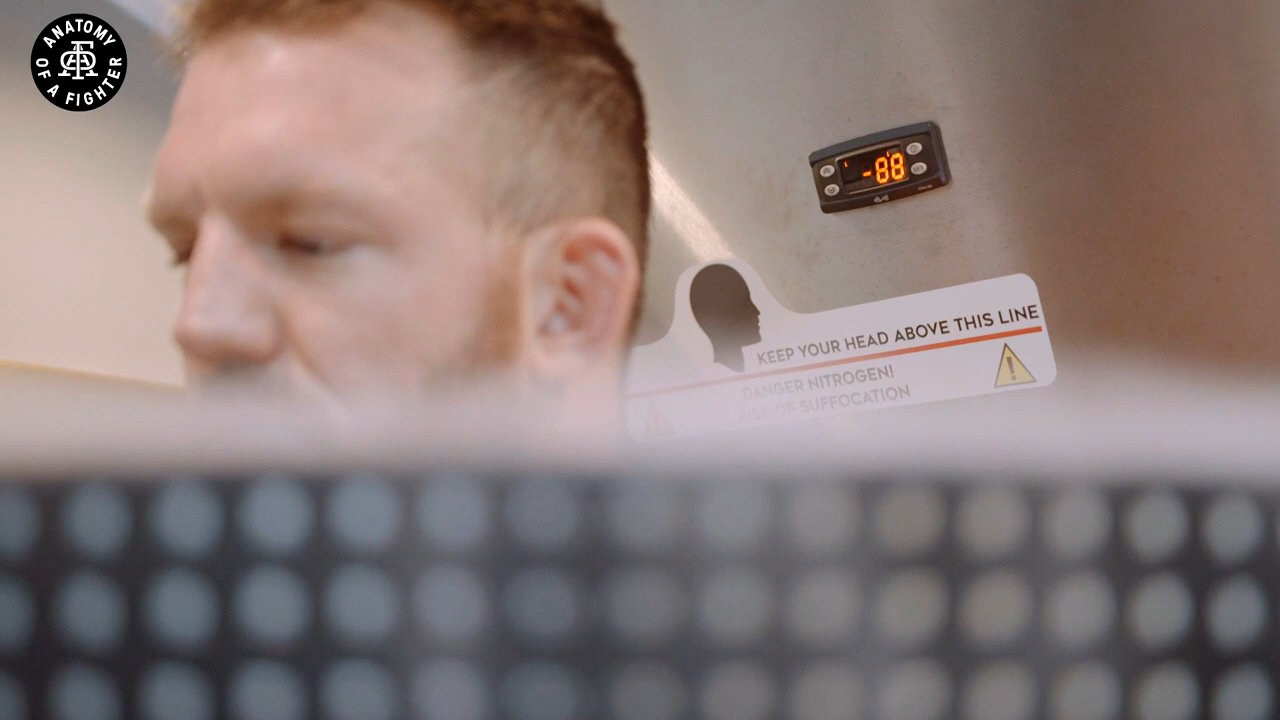 ANATOMY
OF A FIGHTER
-88
KEEP YOUR HEAD ABOVE THIS LINE
DANGER NITROGEN!
RISK OF SUFFOCATION